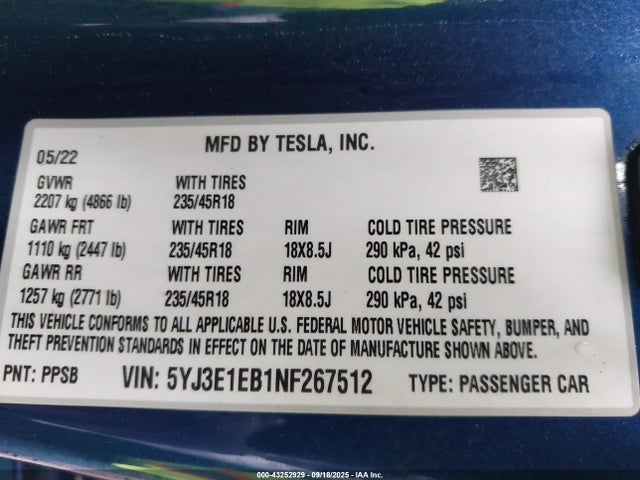 MFD BY TESLA, INC.
05/22
GVWR WITH TIRES
2207 kg (4866 lb) 235/45R18
GAWR FRT WITH TIRES RIM COLD TIRE PRESSURE
1110 kg (2447 lb) 235/45R18 18X8.5J 290 kPa, 42 psi
GAWR RR WITH TIRES RIM COLD TIRE PRESSURE
1257 kg (2771 lb) 235/45R18 18X8.5J 290 kPa, 42 psi
THIS VEHICLE CONFORMS TO ALL APPLICABLE U.S. FEDERAL MOTOR VEHICLE SAFETY, BUMPER, AND
THEFT PREVENTION STANDARDS IN EFFECT ON THE DATE OF MANUFACTURE SHOWN ABOVE.
PNT: PPSB VIN: 5YJ3E1EB1NF267512 TYPE: PASSENGER CAR
000-43252929 - 09/18/2025 - IAA Inc.